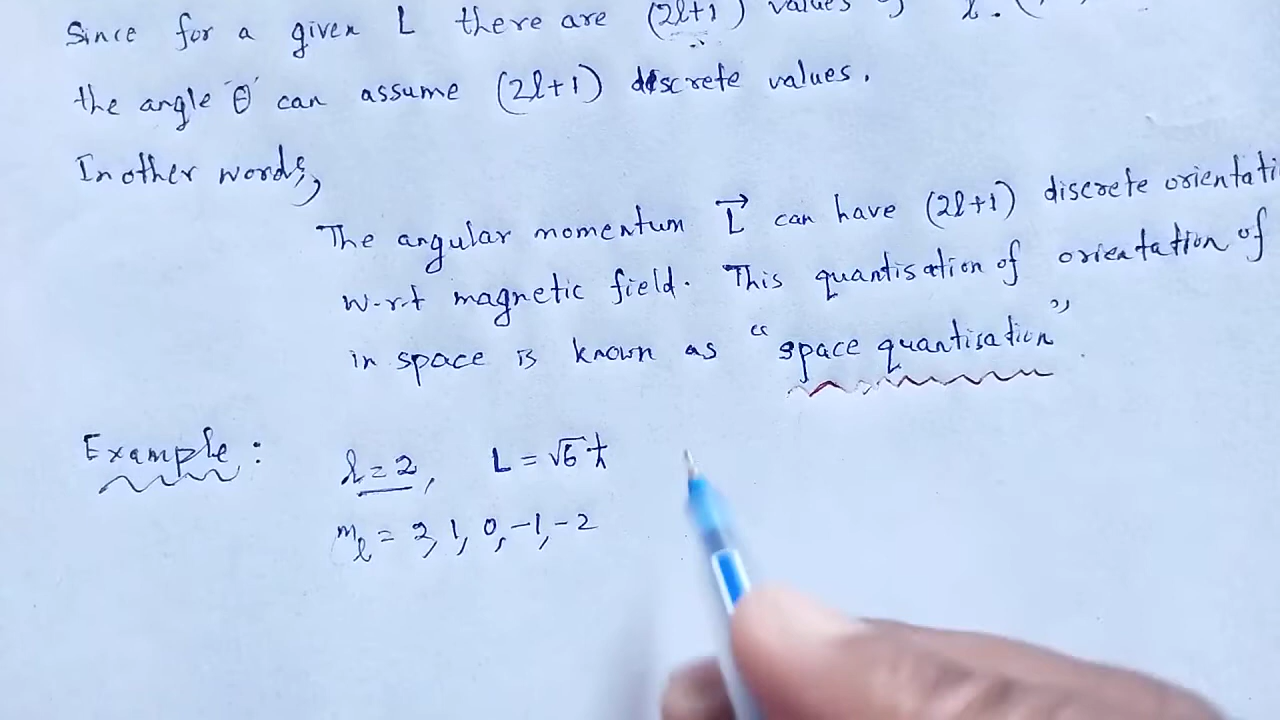 Since for a given L there are (2l+1) values
the angle 'θ' can assume (2l+1) discrete values.
In other words,
The angular momentum L⃗ can have (2l+1) discrete
w.r.t magnetic field. This quantisation of orientation of
in space is known as "space quantisation".
Example: l=2, L = √6 ħ
m_l = 2, 1, 0, -1, -2